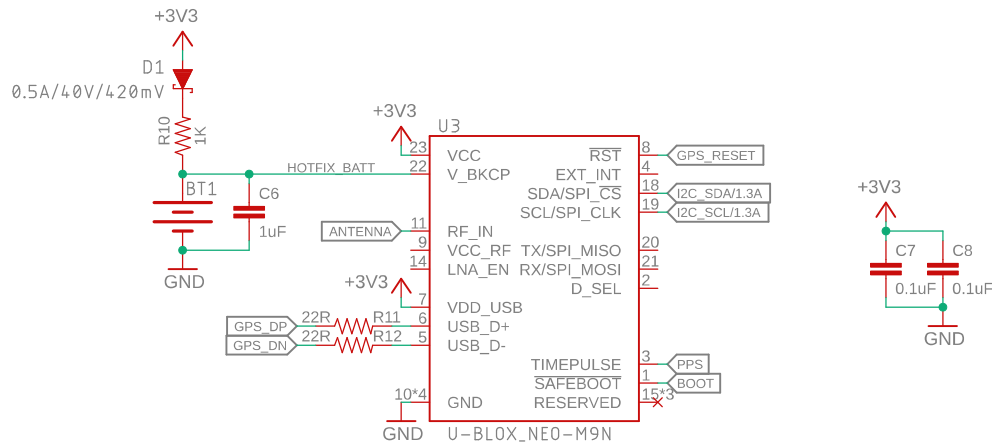 +3V3
D1
0.5A/40V/420mV
R10
1K
HOTFIX_BATT
BT1
C6
1uF
GND
+3V3
U3
23
VCC
22
V_BKCP
ANTENNA
11
RF_IN
9
VCC_RF
14
LNA_EN
+3V3
7
VDD_USB
GPS_DP
22R
R11
6
USB_D+
GPS_DN
22R
R12
5
USB_D-
10*4
GND
GND
RST
8
GPS_RESET
EXT_INT
4
SDA/SPI_CS
18
I2C_SDA/1.3A
SCL/SPI_CLK
19
I2C_SCL/1.3A
TX/SPI_MISO
20
RX/SPI_MOSI
21
D_SEL
2
TIMEPULSE
3
PPS
SAFEBOOT
1
BOOT
RESERVED
15*3
U-BLOX_NEO-M9N
+3V3
C7
C8
0.1uF
0.1uF
GND